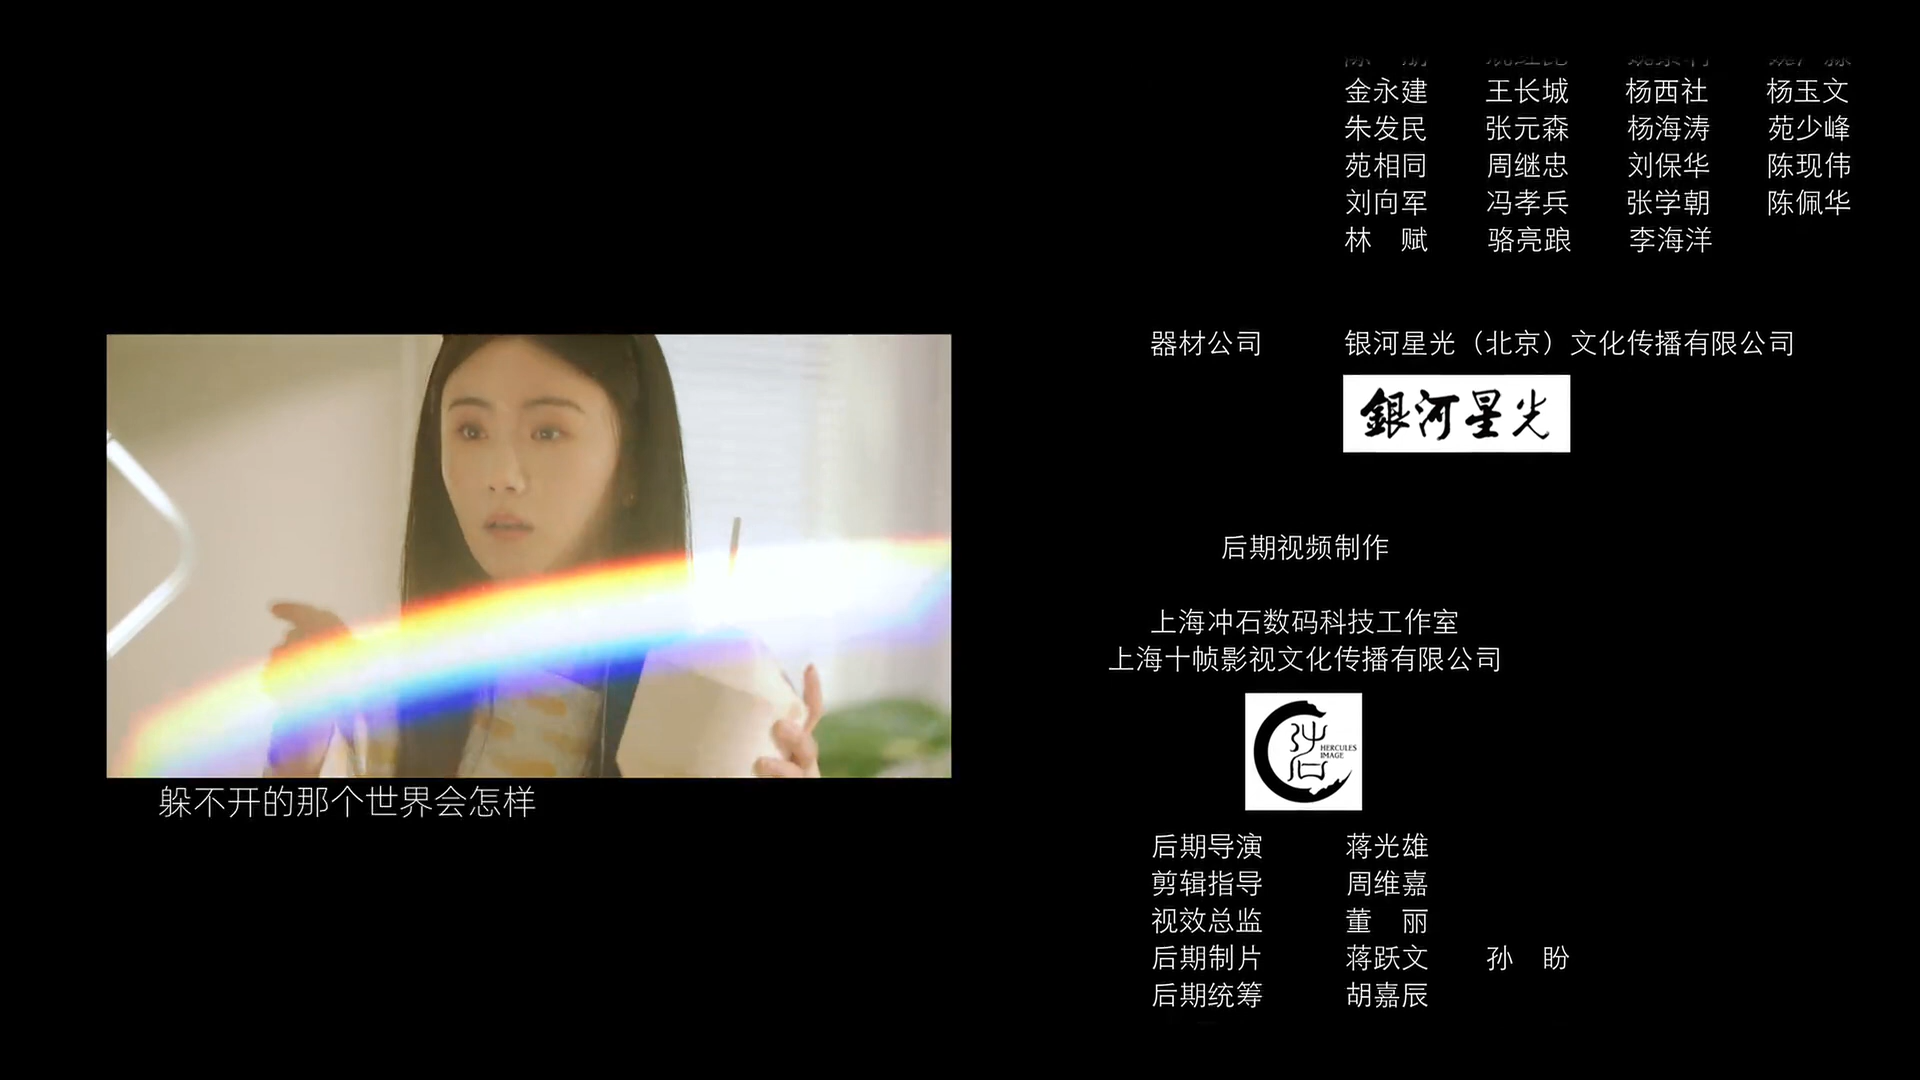 金永建 王长城 杨西社 杨玉文
朱发民 张元森 杨海涛 苑少峰
苑相同 周继忠 刘保华 陈现伟
刘向军 冯孝兵 张学朝 陈佩华
林 赋 骆亮踉 李海洋
器材公司 银河星光（北京）文化传播有限公司
銀河星光
后期视频制作
上海冲石数码科技工作室
上海十帧影视文化传播有限公司
冲石
HERCULES
IMAGE
躲不开的那个世界会怎样
后期导演 蒋光雄
剪辑指导 周维嘉
视效总监 董 丽
后期制片 蒋跃文 孙 盼
后期统筹 胡嘉辰